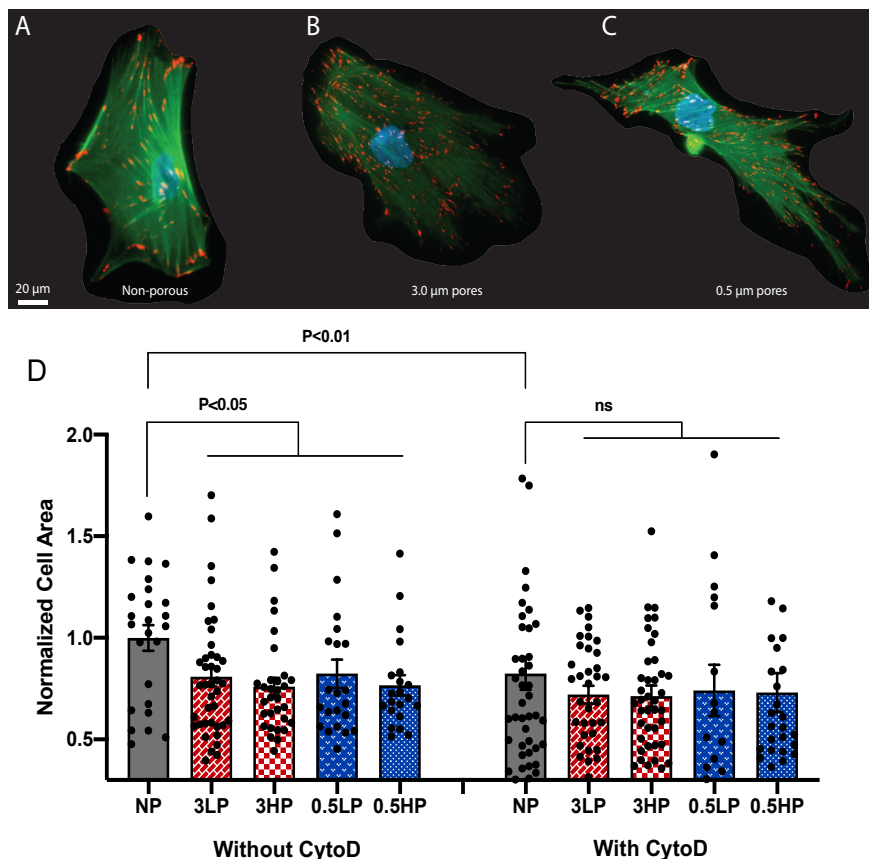 A
B
C
20 µm
Non-porous
3.0 µm pores
0.5 µm pores
D
P<0.01
P<0.05
ns
Normalized Cell Area
2.0
1.5
1.0
0.5
NP 3LP 3HP 0.5LP 0.5HP NP 3LP 3HP 0.5LP 0.5HP
Without CytoD With CytoD